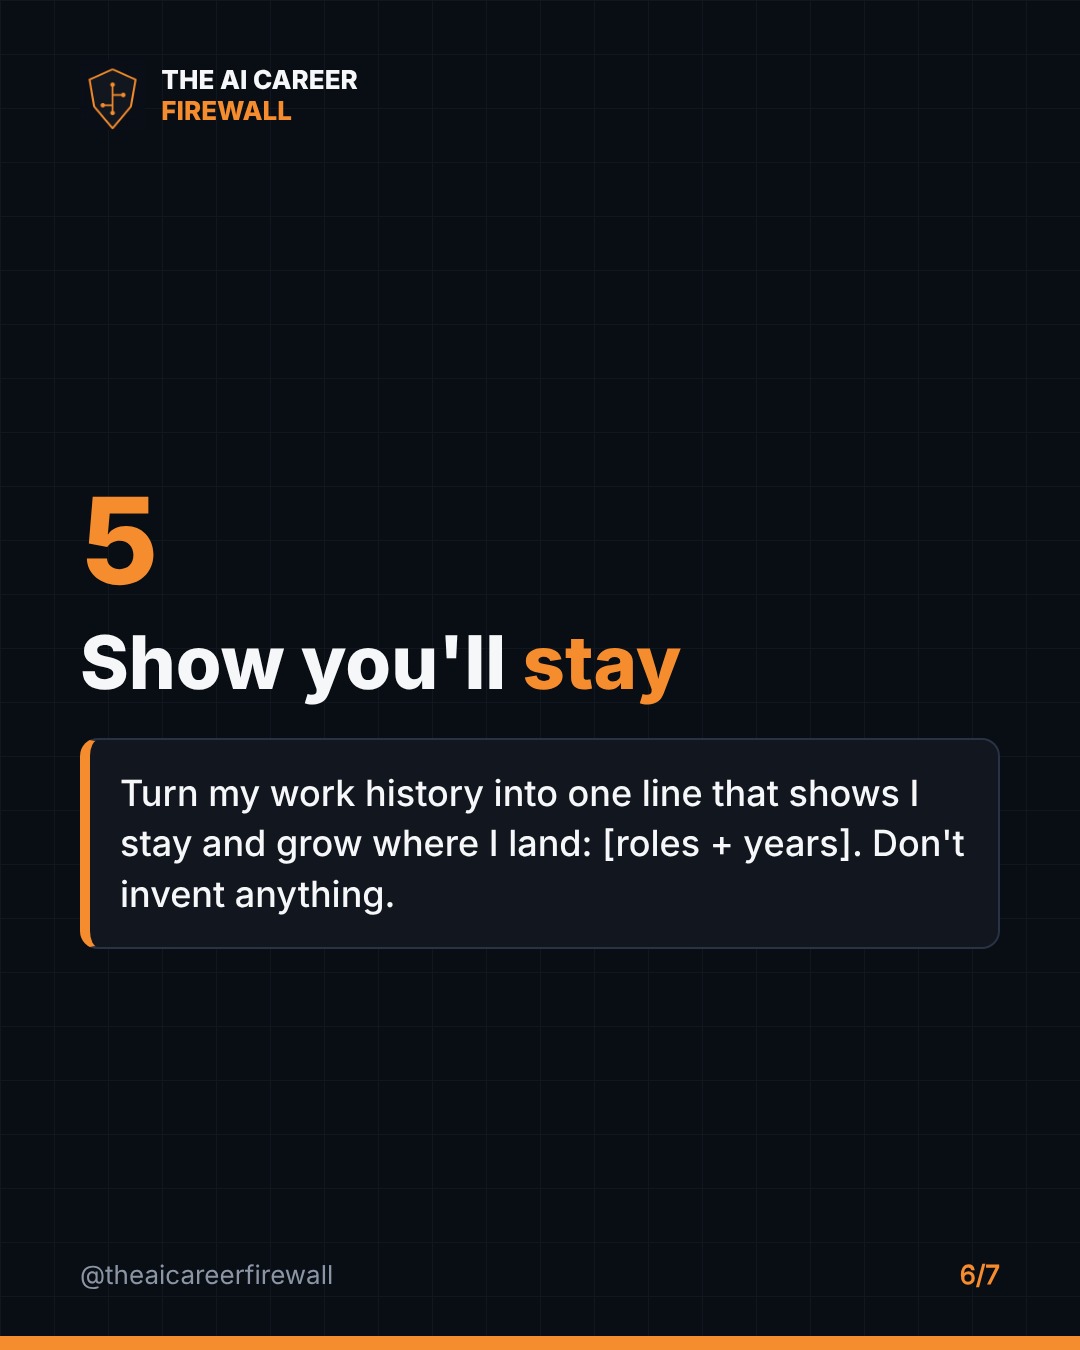 THE AI CAREER
FIREWALL
5
Show you'll stay
Turn my work history into one line that shows I
stay and grow where I land: [roles + years]. Don't
invent anything.
@theaicareerfirewall
6/7